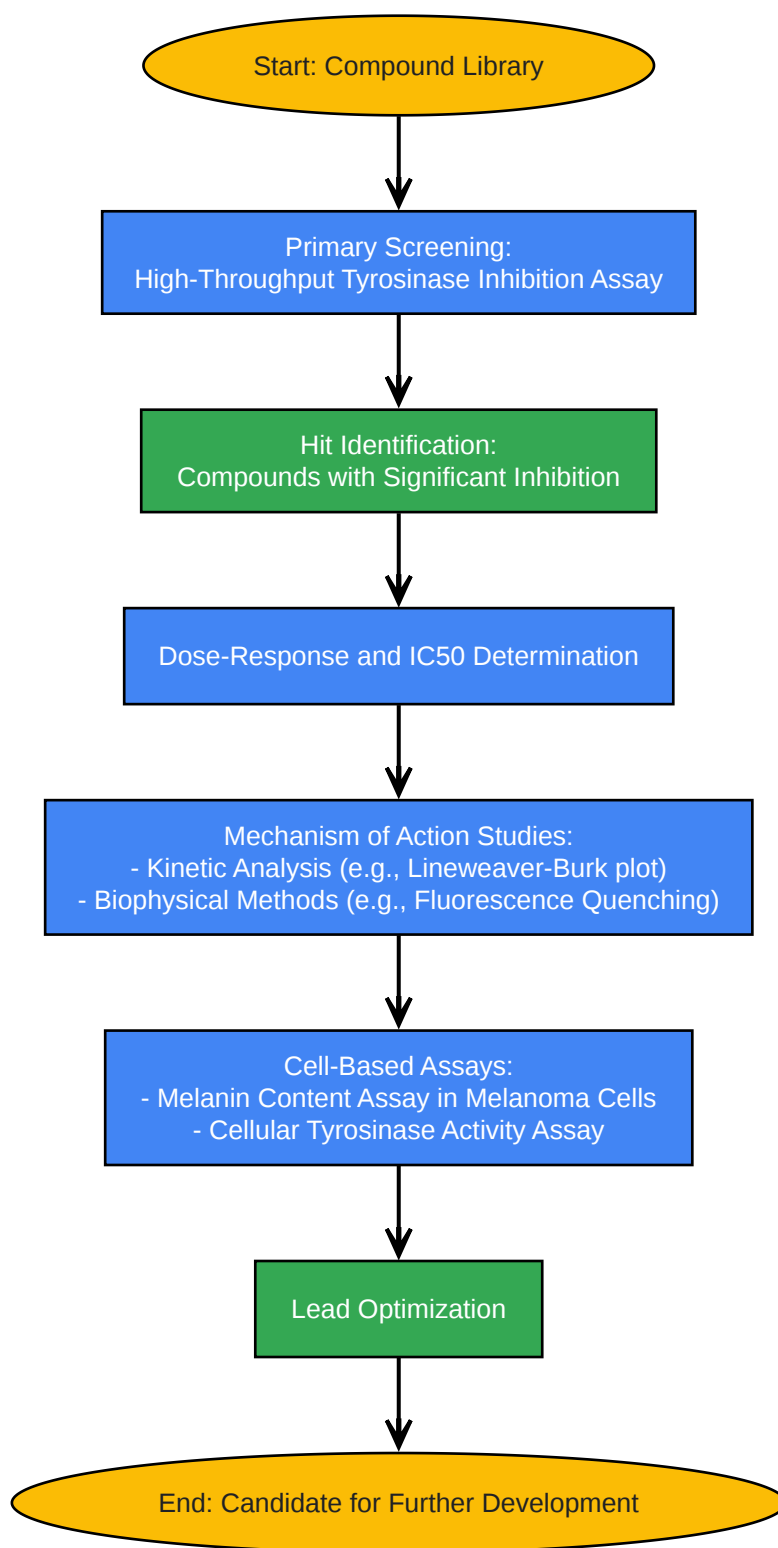 Start: Compound Library
Primary Screening:
High-Throughput Tyrosinase Inhibition Assay
Hit Identification:
Compounds with Significant Inhibition
Dose-Response and IC50 Determination
Mechanism of Action Studies:
- Kinetic Analysis (e.g., Lineweaver-Burk plot)
- Biophysical Methods (e.g., Fluorescence Quenching)
Cell-Based Assays:
- Melanin Content Assay in Melanoma Cells
- Cellular Tyrosinase Activity Assay
Lead Optimization
End: Candidate for Further Development